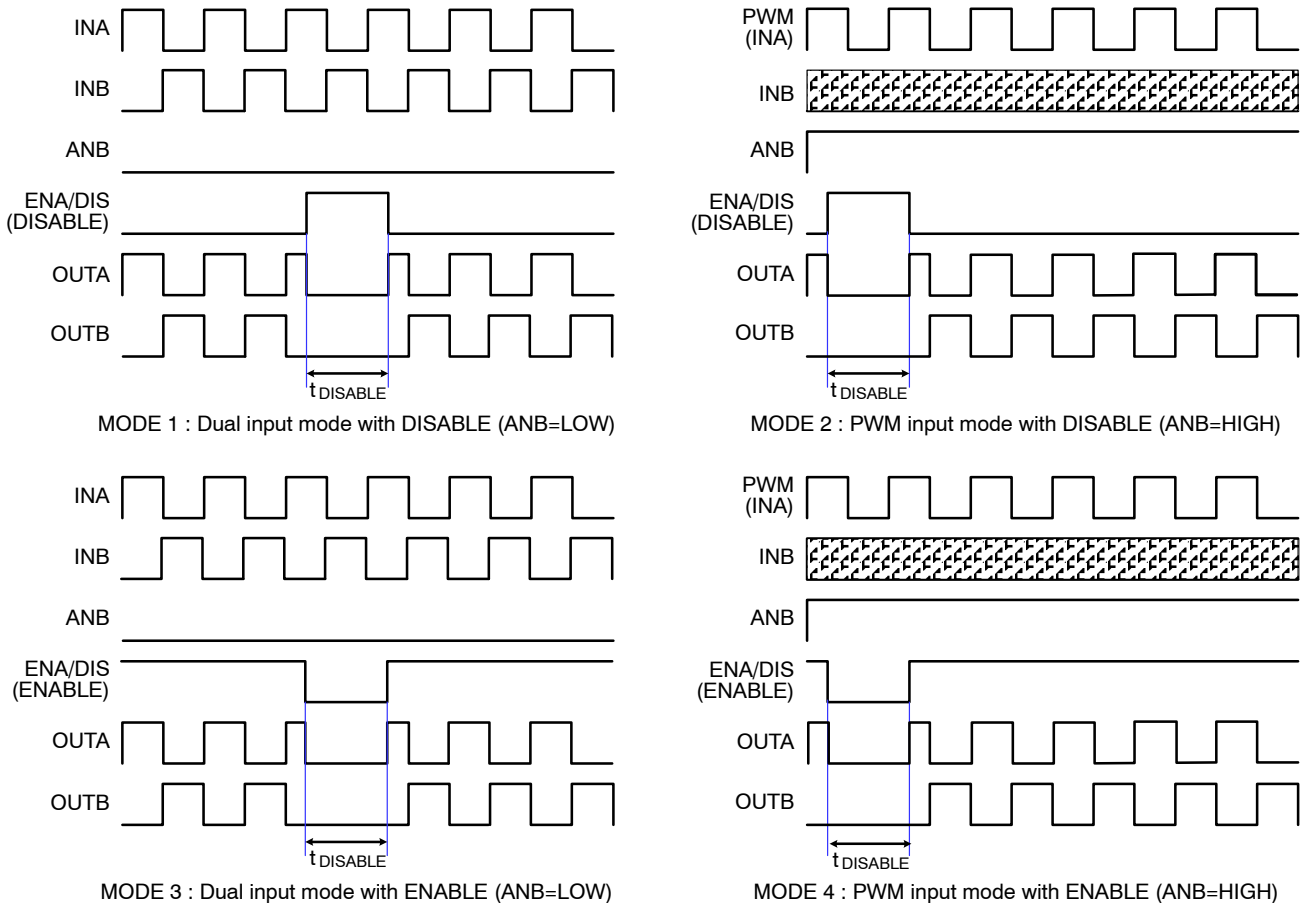 INA
INB
ANB
ENA/DIS
(DISABLE)
OUTA
OUTB
t DISABLE
MODE 1 : Dual input mode with DISABLE (ANB=LOW)
PWM
(INA)
INB
ANB
ENA/DIS
(DISABLE)
OUTA
OUTB
t DISABLE
MODE 2 : PWM input mode with DISABLE (ANB=HIGH)
INA
INB
ANB
ENA/DIS
(ENABLE)
OUTA
OUTB
t DISABLE
MODE 3 : Dual input mode with ENABLE (ANB=LOW)
PWM
(INA)
INB
ANB
ENA/DIS
(ENABLE)
OUTA
OUTB
t DISABLE
MODE 4 : PWM input mode with ENABLE (ANB=HIGH)